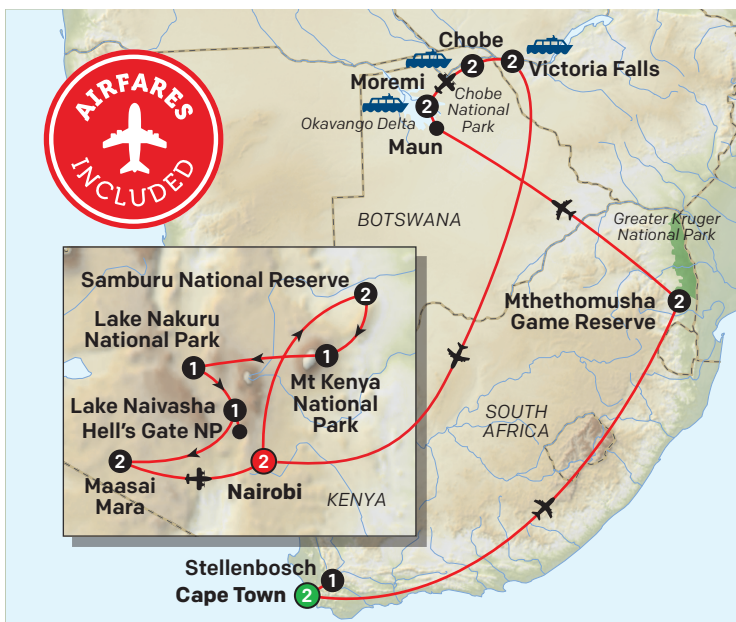 AIRFARES
INCLUDED
Chobe
2
2
Victoria Falls
Moremi
2
Chobe
National
Park
Okavango Delta
Maun
BOTSWANA
Greater Kruger
National Park
Mthethomusha
Game Reserve
2
SOUTH
AFRICA
Samburu National Reserve
2
Lake Nakuru
National Park
1
1
Mt Kenya
National
Park
Lake Naivasha
1
Hell's Gate NP
2
Maasai
Mara
2
Nairobi
KENYA
Stellenbosch
1
Cape Town
2